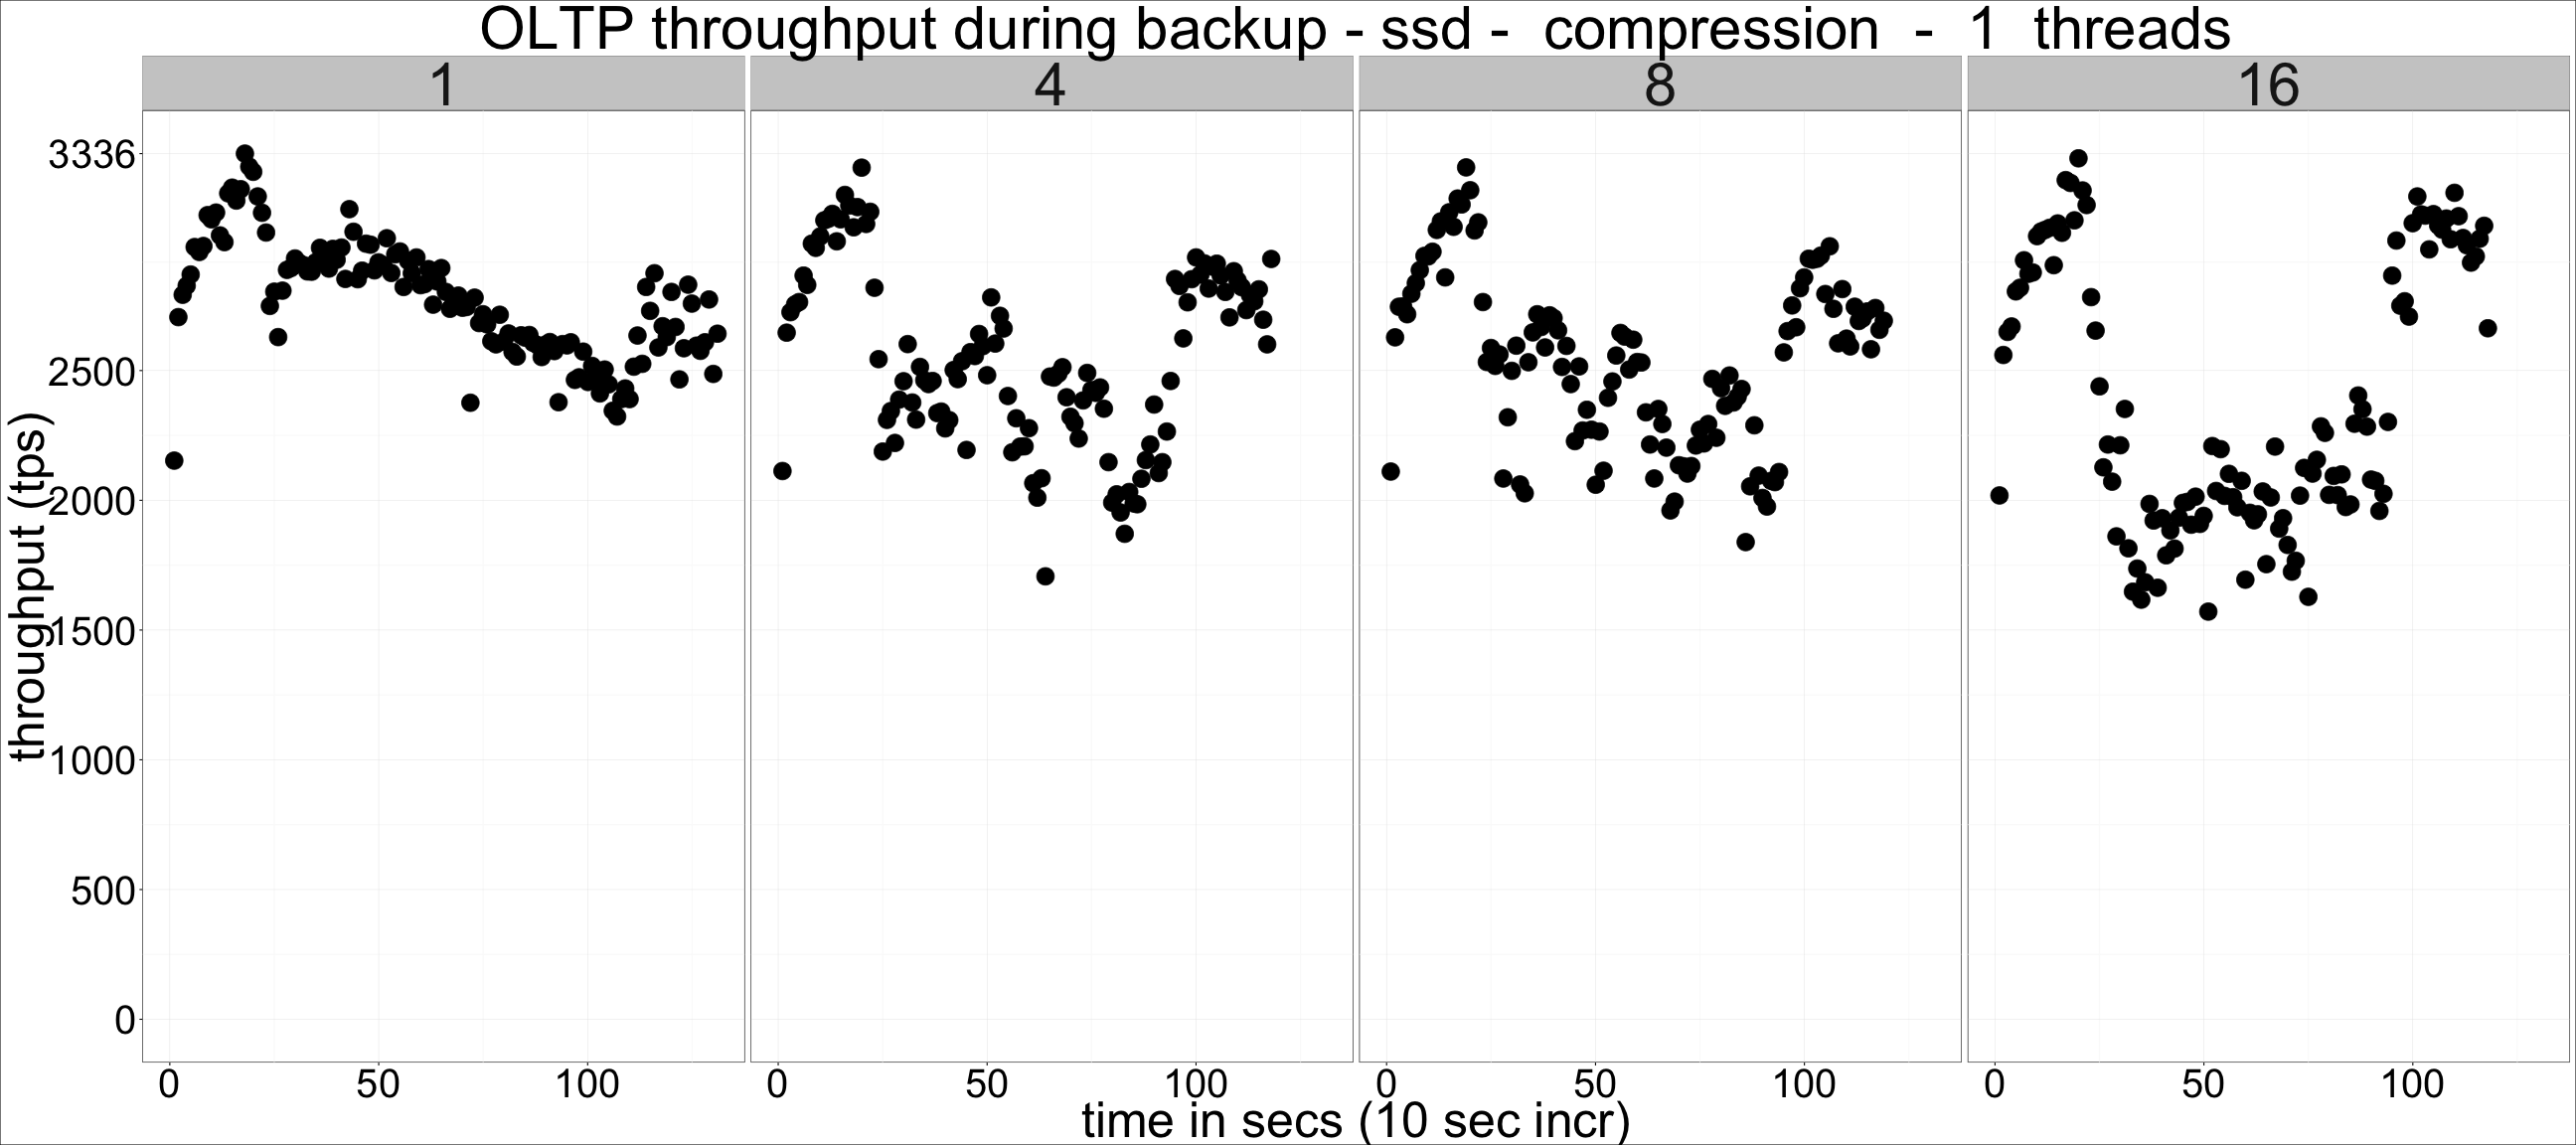 OLTP throughput during backup - ssd - compression - 1 threads
1 4 8 16
throughput (tps)
3336
2500
2000
1500
1000
500
0
0 50 100 0 50 100 0 50 100 0 50 100
time in secs (10 sec incr)